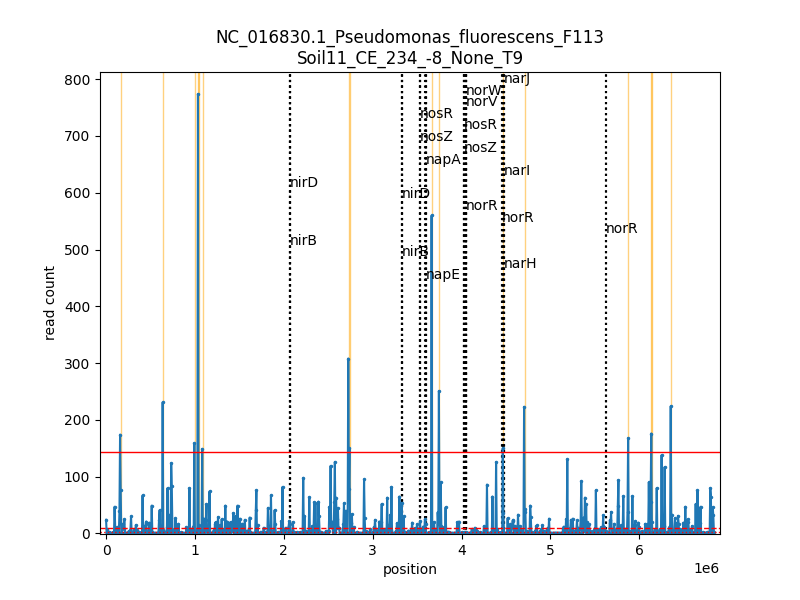 NC_016830.1_Pseudomonas_fluorescens_F113
Soil11_CE_234_-8_None_T9
800
700
600
500
400
300
200
100
0
read count
narJ
norW
norV
nosR
nosR
nosZ
nosZ
napA
narI
nirD
nirD
norR
norR
norR
nirB
nirB
narH
napE
0
1
2
3
4
5
6
1e6
position